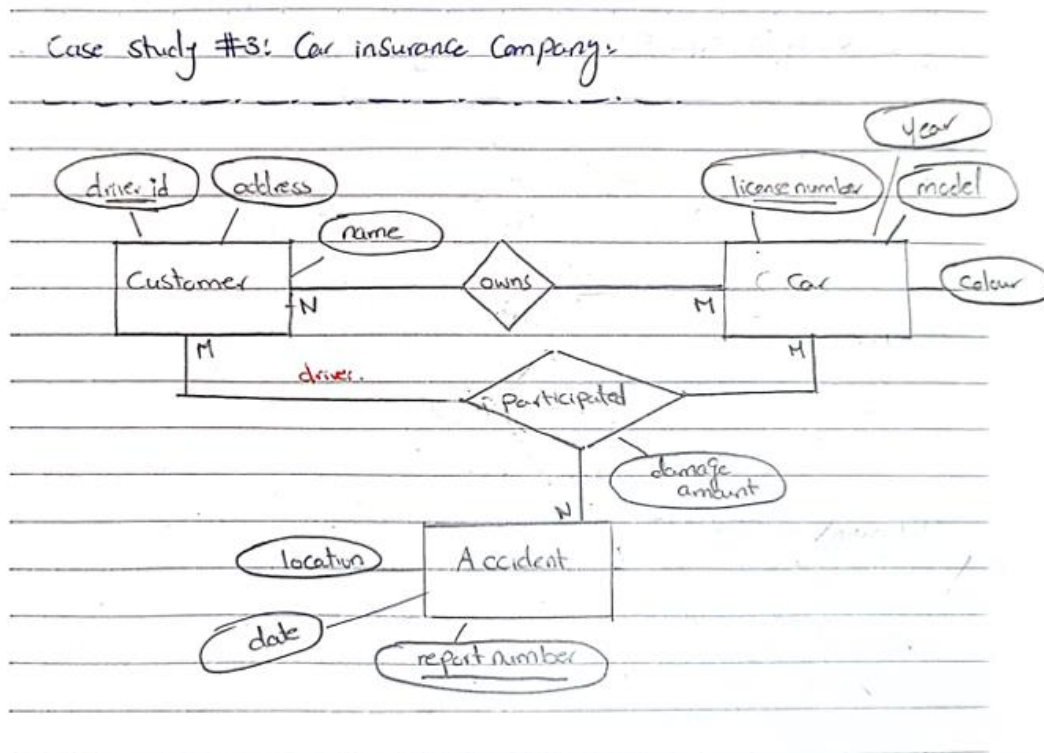 Case study #3: Car insurance Company:
year
driver id address license number model
name
Customer owns Car colour
N M
M M
driver.
participated
damage
amount
N
location Accident
date
report number